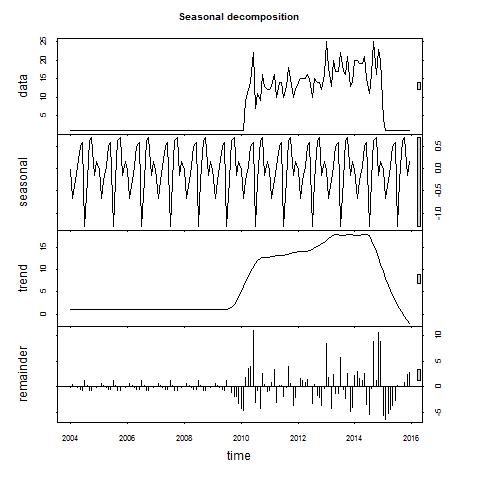 Seasonal decomposition
data
5 10 15 20 25
seasonal
-1.0 -0.5 0.0 0.5
trend
0 5 10 15
remainder
-5 0 5 10
2004 2006 2008 2010 2012 2014 2016
time